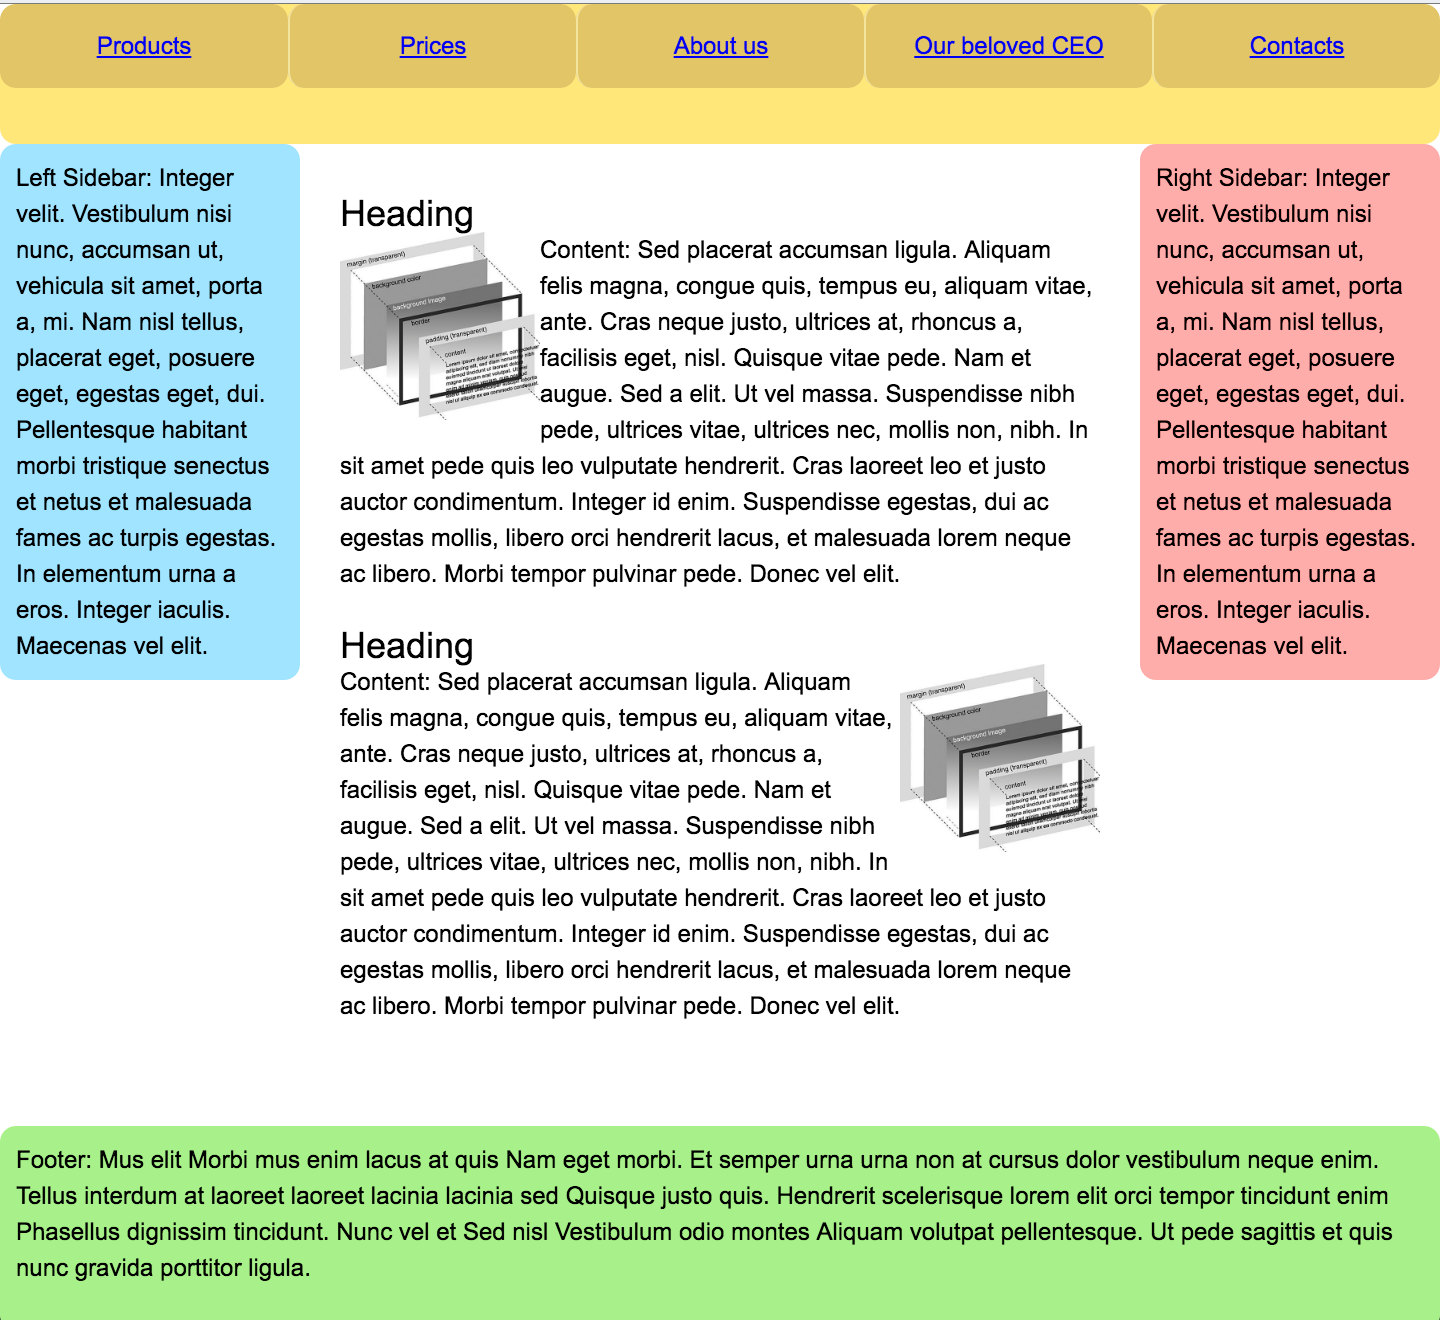 Products
Prices
About us
Our beloved CEO
Contacts
Left Sidebar: Integer
velit. Vestibulum nisi
nunc, accumsan ut,
vehicula sit amet, porta
a, mi. Nam nisl tellus,
placerat eget, posuere
eget, egestas eget, dui.
Pellentesque habitant
morbi tristique senectus
et netus et malesuada
fames ac turpis egestas.
In elementum urna a
eros. Integer iaculis.
Maecenas vel elit.
Heading
margin (transparent)
background color
background image
border
padding (transparent)
content
Content: Sed placerat accumsan ligula. Aliquam
felis magna, congue quis, tempus eu, aliquam vitae,
ante. Cras neque justo, ultrices at, rhoncus a,
facilisis eget, nisl. Quisque vitae pede. Nam et
augue. Sed a elit. Ut vel massa. Suspendisse nibh
pede, ultrices vitae, ultrices nec, mollis non, nibh. In
sit amet pede quis leo vulputate hendrerit. Cras laoreet leo et justo
auctor condimentum. Integer id enim. Suspendisse egestas, dui ac
egestas mollis, libero orci hendrerit lacus, et malesuada lorem neque
ac libero. Morbi tempor pulvinar pede. Donec vel elit.
Heading
Content: Sed placerat accumsan ligula. Aliquam
felis magna, congue quis, tempus eu, aliquam vitae,
ante. Cras neque justo, ultrices at, rhoncus a,
facilisis eget, nisl. Quisque vitae pede. Nam et
augue. Sed a elit. Ut vel massa. Suspendisse nibh
pede, ultrices vitae, ultrices nec, mollis non, nibh. In
sit amet pede quis leo vulputate hendrerit. Cras laoreet leo et justo
auctor condimentum. Integer id enim. Suspendisse egestas, dui ac
egestas mollis, libero orci hendrerit lacus, et malesuada lorem neque
ac libero. Morbi tempor pulvinar pede. Donec vel elit.
margin (transparent)
background color
background image
border
padding (transparent)
content
Right Sidebar: Integer
velit. Vestibulum nisi
nunc, accumsan ut,
vehicula sit amet, porta
a, mi. Nam nisl tellus,
placerat eget, posuere
eget, egestas eget, dui.
Pellentesque habitant
morbi tristique senectus
et netus et malesuada
fames ac turpis egestas.
In elementum urna a
eros. Integer iaculis.
Maecenas vel elit.
Footer: Mus elit Morbi mus enim lacus at quis Nam eget morbi. Et semper urna urna non at cursus dolor vestibulum neque enim.
Tellus interdum at laoreet laoreet lacinia lacinia sed Quisque justo quis. Hendrerit scelerisque lorem elit orci tempor tincidunt enim
Phasellus dignissim tincidunt. Nunc vel et Sed nisl Vestibulum odio montes Aliquam volutpat pellentesque. Ut pede sagittis et quis
nunc gravida porttitor ligula.